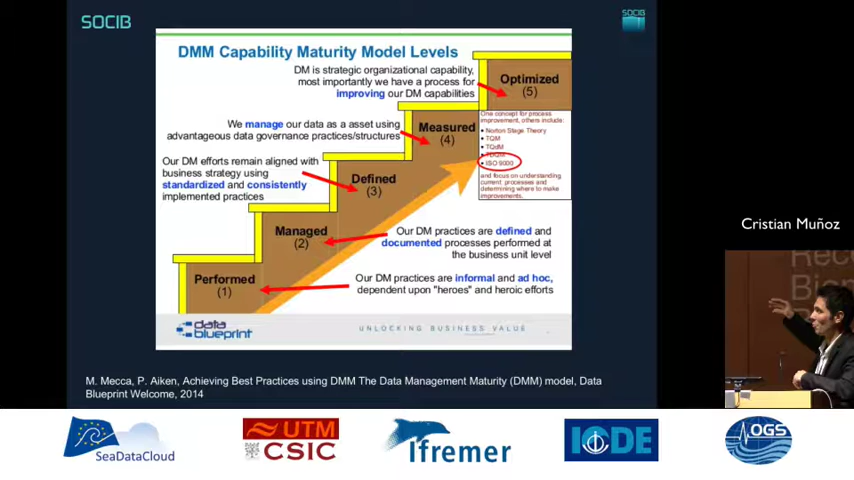 SOCIB
SOCIB
DMM Capability Maturity Model Levels
DM is strategic organizational capability,
most importantly we have a process for
improving our DM capabilities
Optimized
(5)
We manage our data as a asset using
advantageous data governance practices/structures
Measured
(4)
One concept for process
improvement, others include:
• Norton Stage Theory
• TQM
• TQdM
• TDQM
• ISO 9000
and focus on understanding
current processes and
determining where to make
improvements.
Our DM efforts remain aligned with
business strategy using
standardized and consistently
implemented practices
Defined
(3)
Managed
(2)
Our DM practices are defined and
documented processes performed at
the business unit level
Performed
(1)
Our DM practices are informal and ad hoc,
dependent upon "heroes" and heroic efforts
data
blueprint
UNLOCKING BUSINESS VALUE
M. Mecca, P. Aiken, Achieving Best Practices using DMM The Data Management Maturity (DMM) model, Data
Blueprint Welcome, 2014
Cristian Muñoz
SeaDataCloud
UTM
CSIC
Ifremer
IODE
OGS